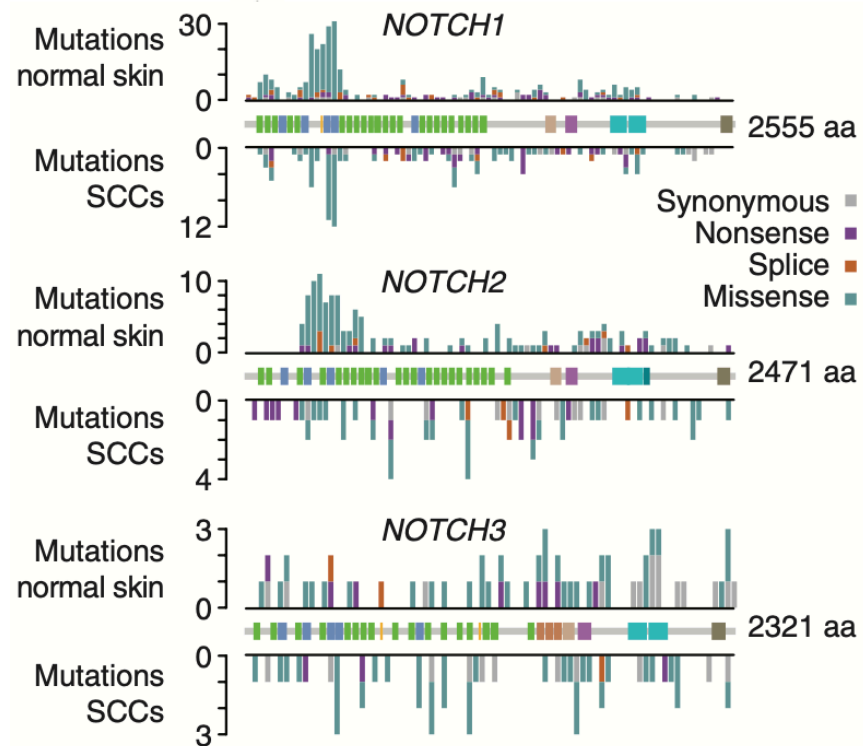 NOTCH1
Mutations
normal skin
30
0
2555 aa
Mutations
SCCs
0
12
Synonymous
Nonsense
Splice
Missense
NOTCH2
Mutations
normal skin
10
0
2471 aa
Mutations
SCCs
0
4
NOTCH3
Mutations
normal skin
3
0
2321 aa
Mutations
SCCs
0
3